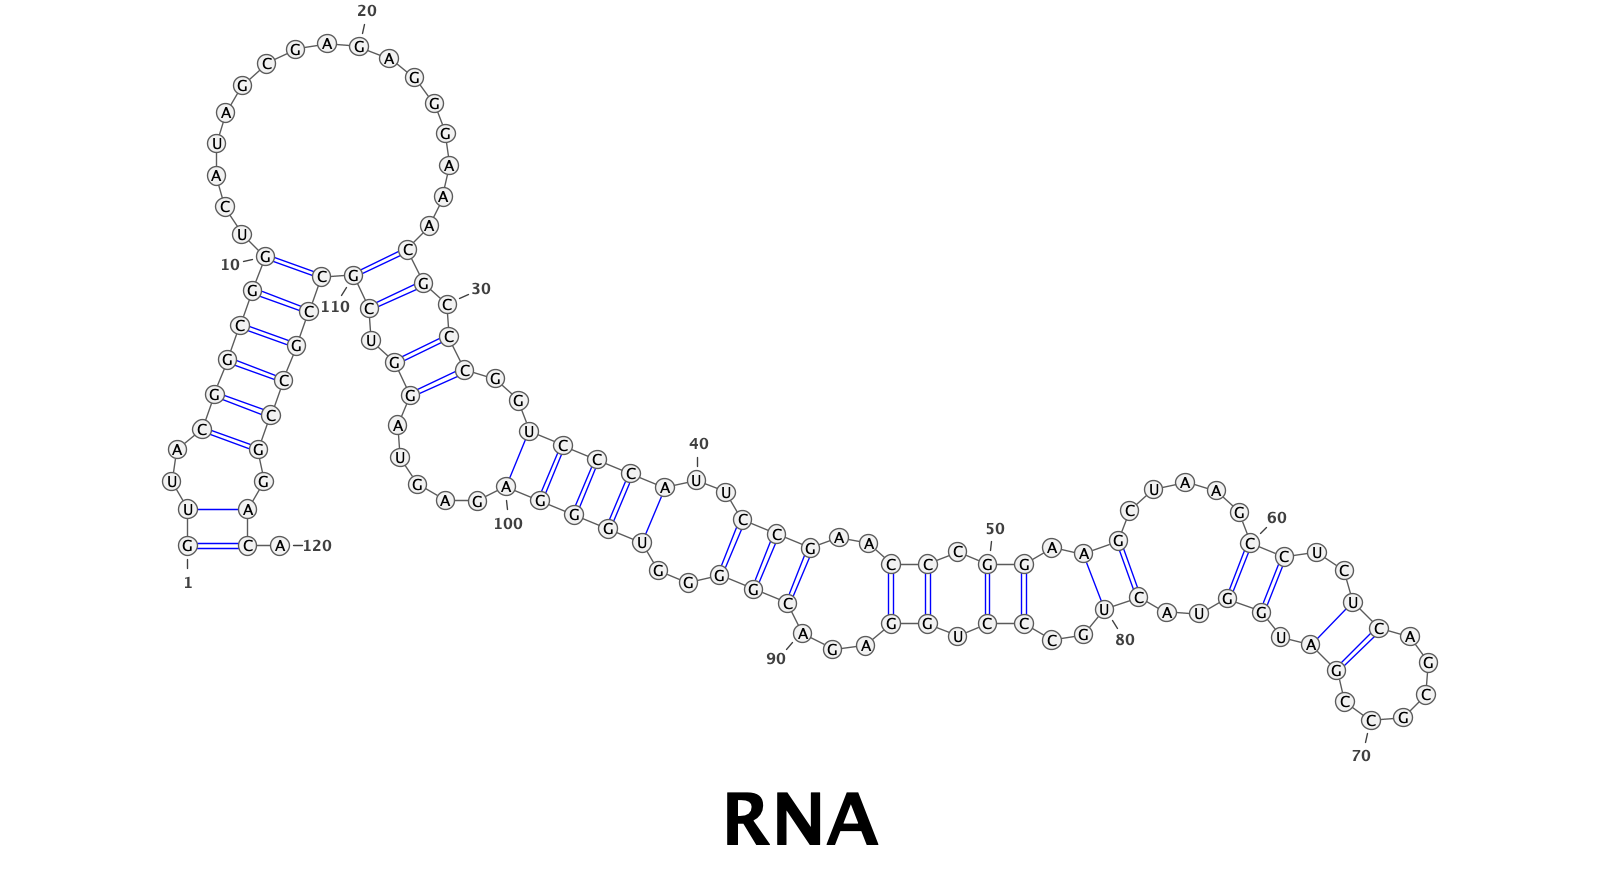 G U U A C G G C G G
U C A U A G C G A G
A G G G A A A C G C
C C G G U C C C A U
U C C G A A C C C G
G A A G C U A A G C
C U C U C A G C G C
C G A U G G U A C U
G C C C U G G A G A
C G G G G U G G G A
G A G U A G G U C G
C C G C C G G A C A
1
10
20
30
40
50
60
70
80
90
100
110
120
RNA